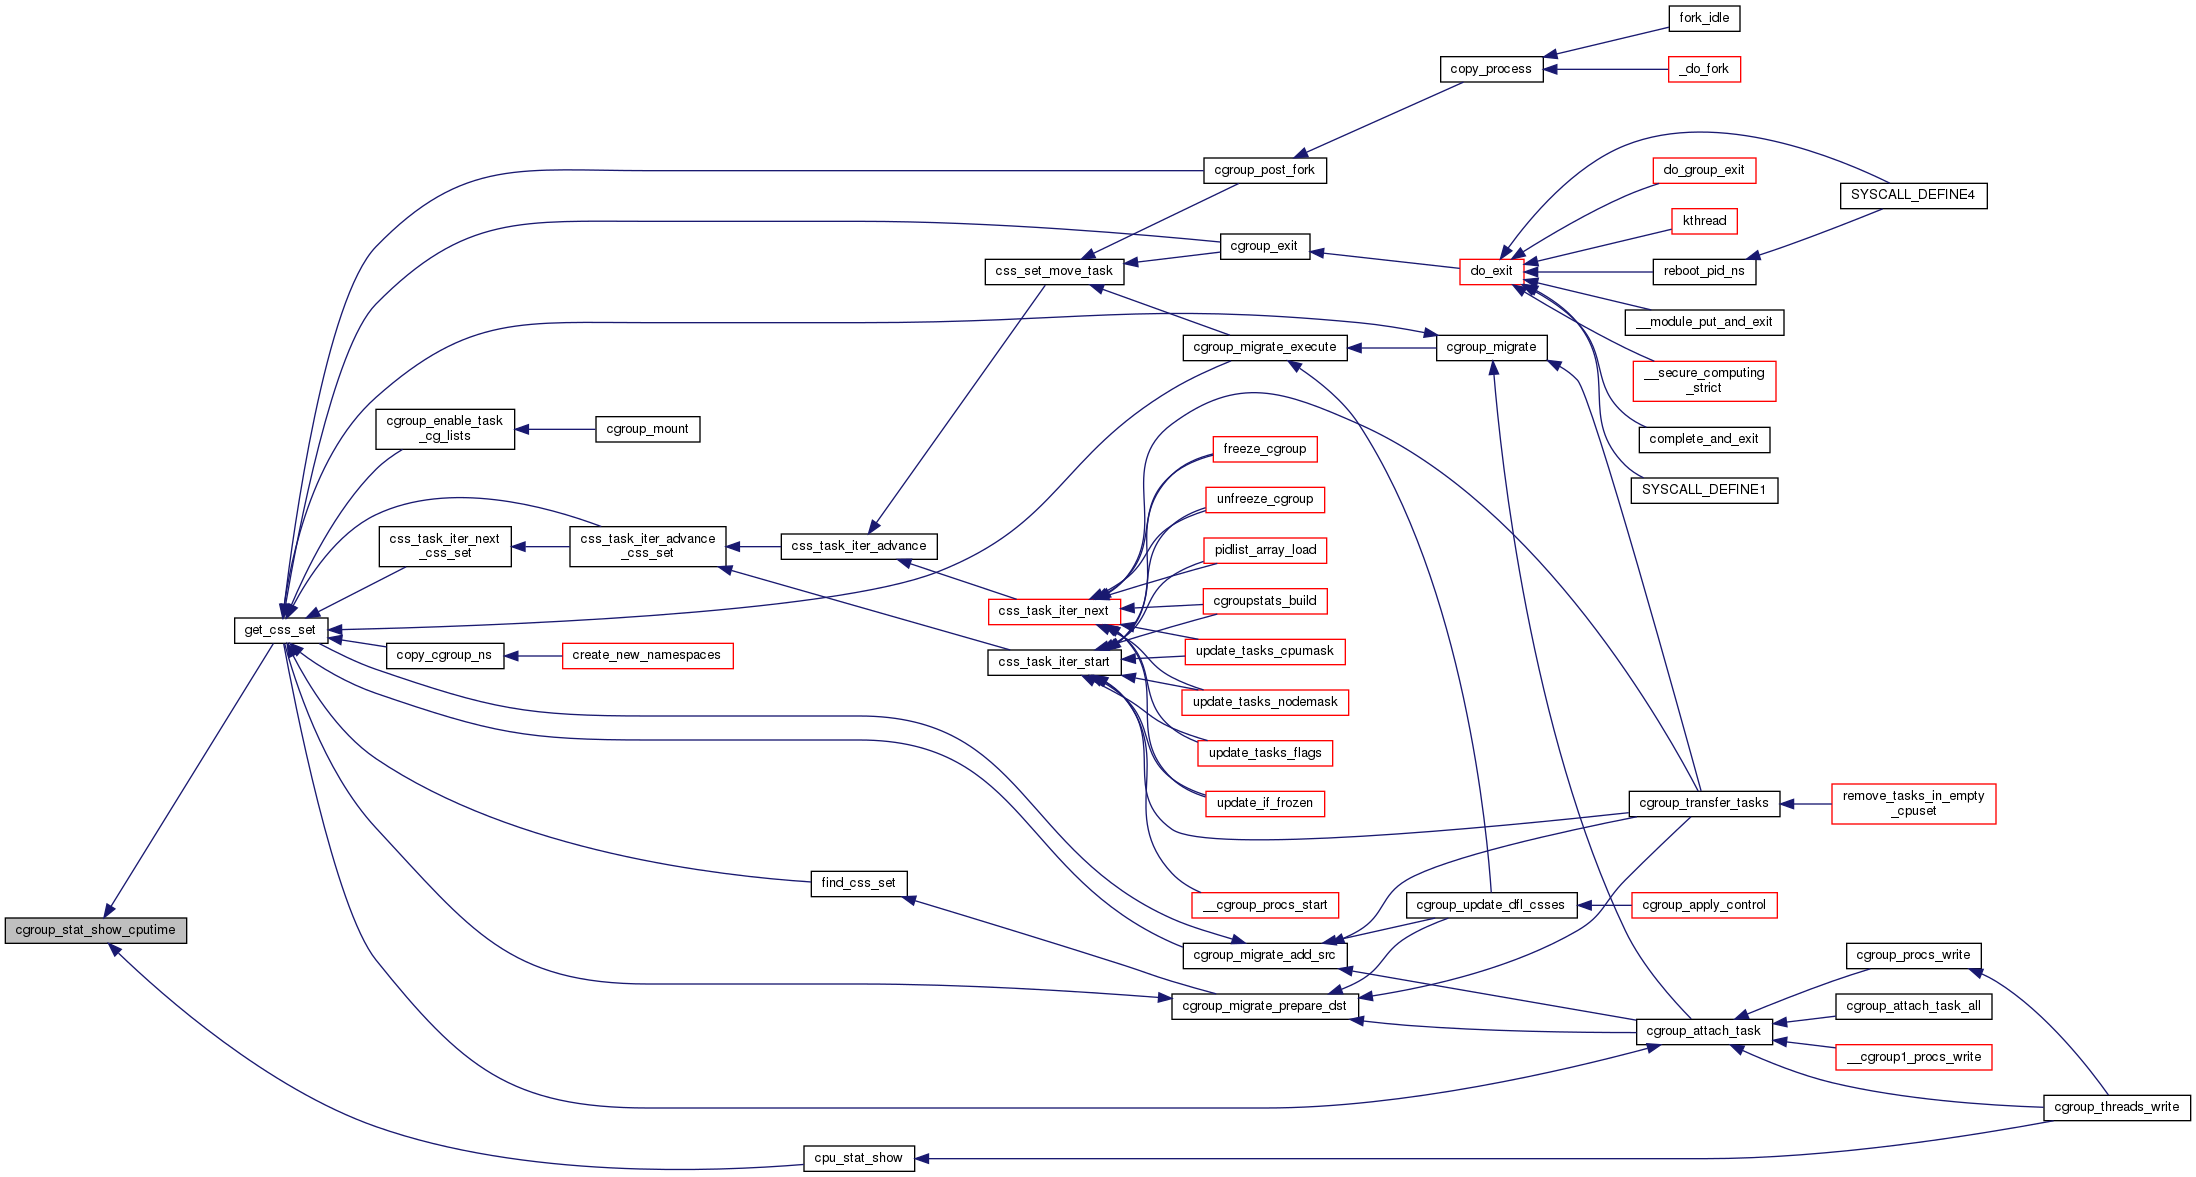 fork_idle
copy_process
_do_fork
cgroup_post_fork
do_group_exit
SYSCALL_DEFINE4
kthread
cgroup_exit
css_set_move_task
do_exit
reboot_pid_ns
__module_put_and_exit
cgroup_migrate_execute
cgroup_migrate
__secure_computing
_strict
cgroup_enable_task
_cg_lists
cgroup_mount
complete_and_exit
freeze_cgroup
SYSCALL_DEFINE1
unfreeze_cgroup
css_task_iter_next
_css_set
css_task_iter_advance
_css_set
css_task_iter_advance
pidlist_array_load
css_task_iter_next
cgroupstats_build
get_css_set
copy_cgroup_ns
create_new_namespaces
css_task_iter_start
update_tasks_cpumask
update_tasks_nodemask
update_tasks_flags
update_if_frozen
cgroup_transfer_tasks
remove_tasks_in_empty
_cpuset
find_css_set
__cgroup_procs_start
cgroup_update_dfl_csses
cgroup_apply_control
cgroup_stat_show_cputime
cgroup_migrate_add_src
cgroup_procs_write
cgroup_migrate_prepare_dst
cgroup_attach_task_all
cgroup_attach_task
__cgroup1_procs_write
cgroup_threads_write
cpu_stat_show